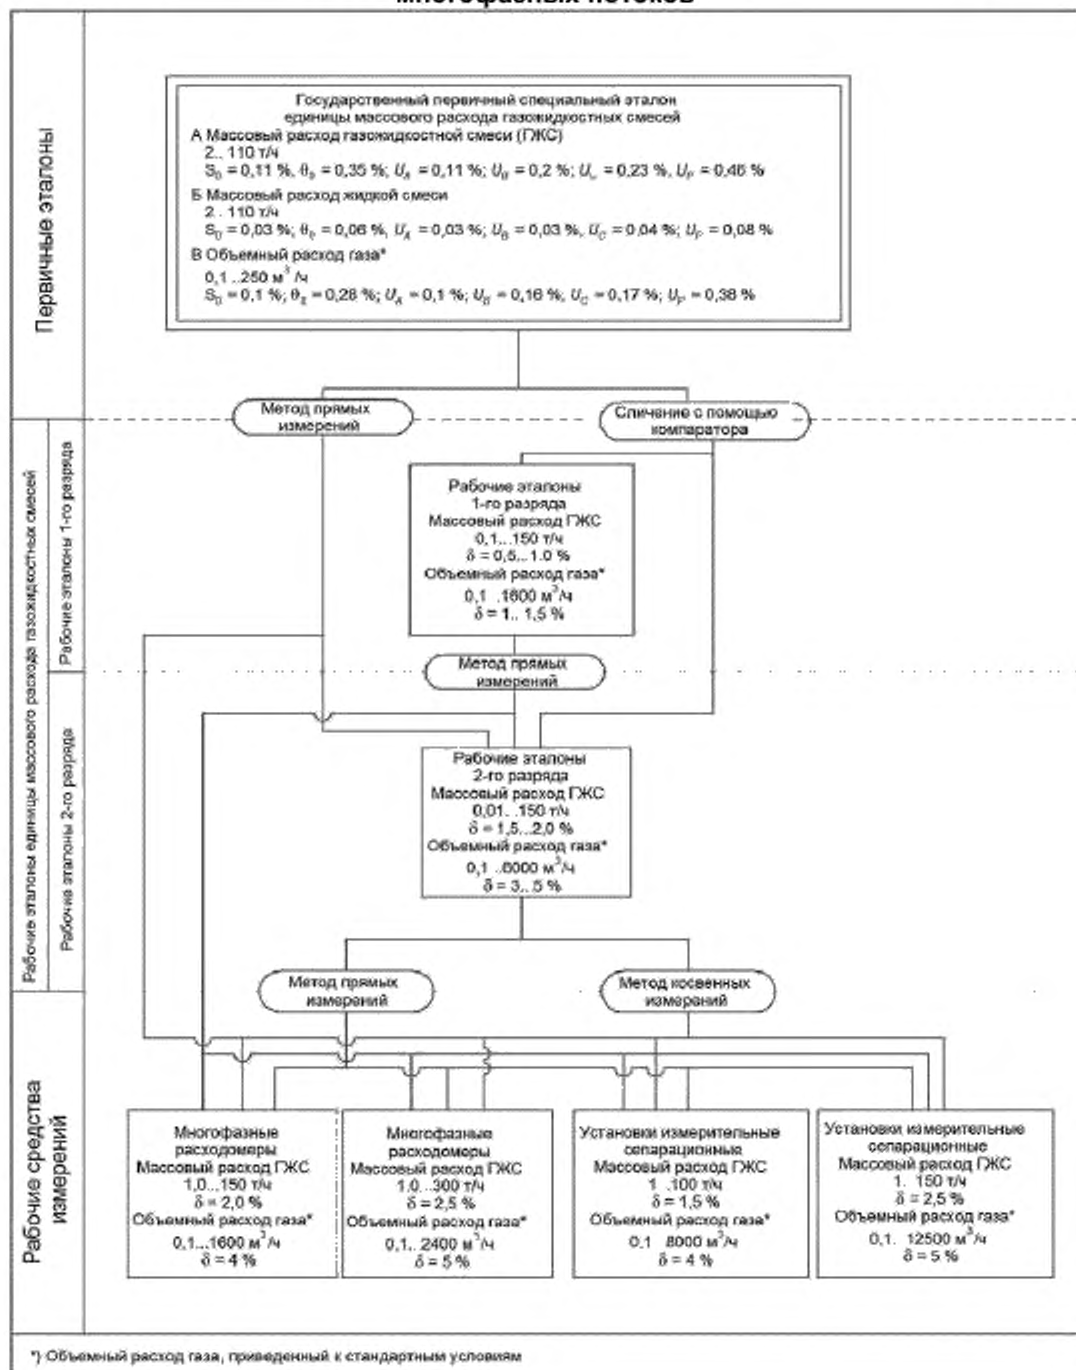 многофазных потоков
Первичные эталоны
Государственный первичный специальный эталон
единицы массового расхода газожидкостных смесей
А Массовый расход газожидкостной смеси (ГЖС)
2.. 110 т/ч
S₀ = 0,11 %, θ₀ = 0,35 %; U_A = 0,11 %; U_B = 0,2 %; U_C = 0,23 %, U_P = 0,46 %
Б Массовый расход жидкой смеси
2 . 110 т/ч
S₀ = 0,03 %; θ₀ = 0,06 %, U_A = 0,03 %; U_B = 0,03 %, U_C = 0,04 %; U_P = 0,08 %
В Объемный расход газа*
0,1 ..250 м³ /ч
S₀ = 0,1 %; θ₀ = 0,28 %; U_A = 0,1 %; U_B = 0,16 %, U_C = 0,17 %; U_P = 0,38 %
Метод прямых
измерений
Сличение с помощью
компаратора
Рабочие эталоны единицы массового расхода газожидкостных смесей
Рабочие эталоны 1-го разряда
Рабочие эталоны
1-го разряда
Массовый расход ГЖС
0,1...150 т/ч
δ = 0,5...1.0 %
Объемный расход газа*
0,1 ..1600 м³/ч
δ = 1.. 1,5 %
Метод прямых
измерений
Рабочие эталоны 2-го разряда
Рабочие эталоны
2-го разряда
Массовый расход ГЖС
0,01. .150 т/ч
δ = 1,5...2,0 %
Объемный расход газа*
0,1 ..8000 м³/ч
δ = 3.. 5 %
Метод прямых
измерений
Метод косвенных
измерений
Рабочие средства
измерений
Многофазные
расходомеры
Массовый расход ГЖС
1,0...150 т/ч
δ = 2,0 %
Объемный расход газа*
0,1...1600 м³/ч
δ = 4 %
Многофазные
расходомеры
Массовый расход ГЖС
1,0...300 т/ч
δ = 2,5 %
Объемный расход газа*
0,1.. 2400 м³/ч
δ = 5 %
Установки измерительные
сепарационные
Массовый расход ГЖС
1 ..100 т/ч
δ = 1,5 %
Объемный расход газа*
0,1 ..8000 м³/ч
δ = 4 %
Установки измерительные
сепарационные
Массовый расход ГЖС
1. .150 т/ч
δ = 2,5 %
Объемный расход газа*
0,1. .12500 м³/ч
δ = 5 %
*) Объемный расход газа, приведенный к стандартным условиям